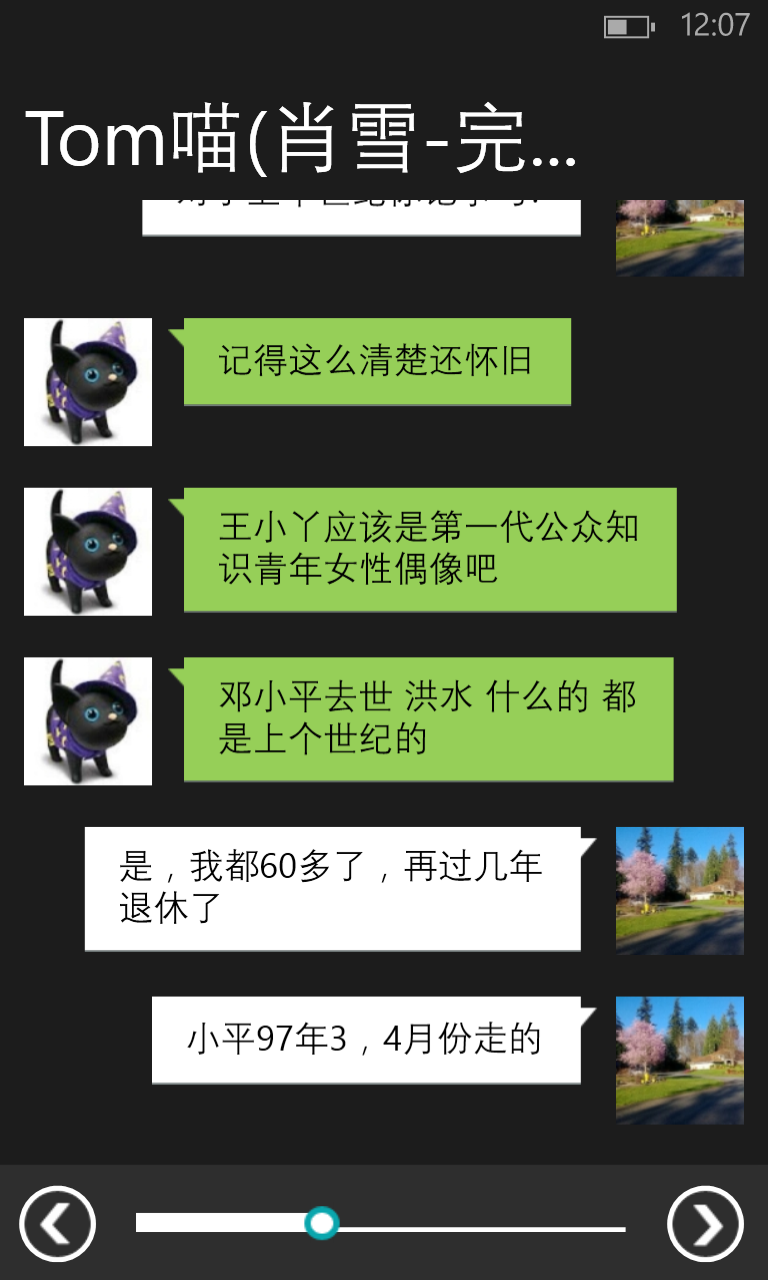 12:07
Tom喵(肖雪-完...
记得这么清楚还怀旧
王小丫应该是第一代公众知
识青年女性偶像吧
邓小平去世 洪水 什么的 都
是上个世纪的
是，我都60多了，再过几年
退休了
小平97年3，4月份走的